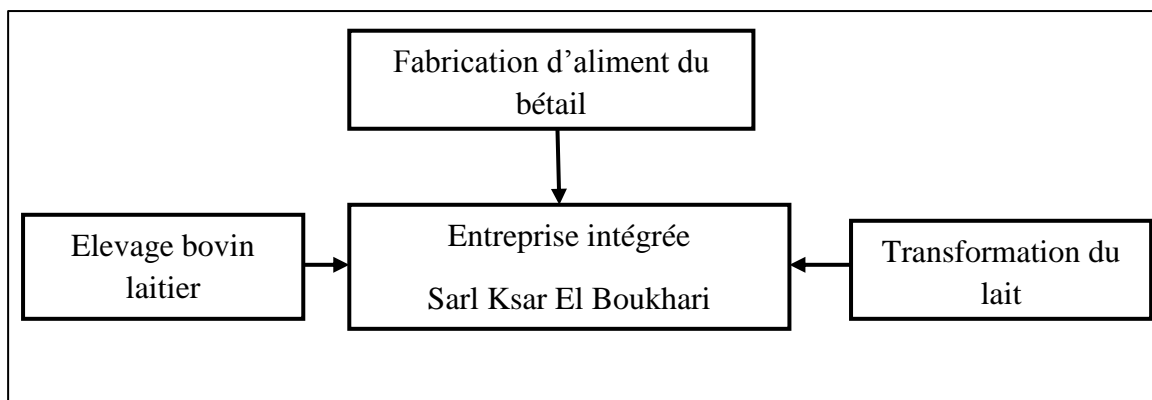 Fabrication d’aliment du
bétail
Elevage bovin
laitier
Entreprise intégrée
Sarl Ksar El Boukhari
Transformation du
lait